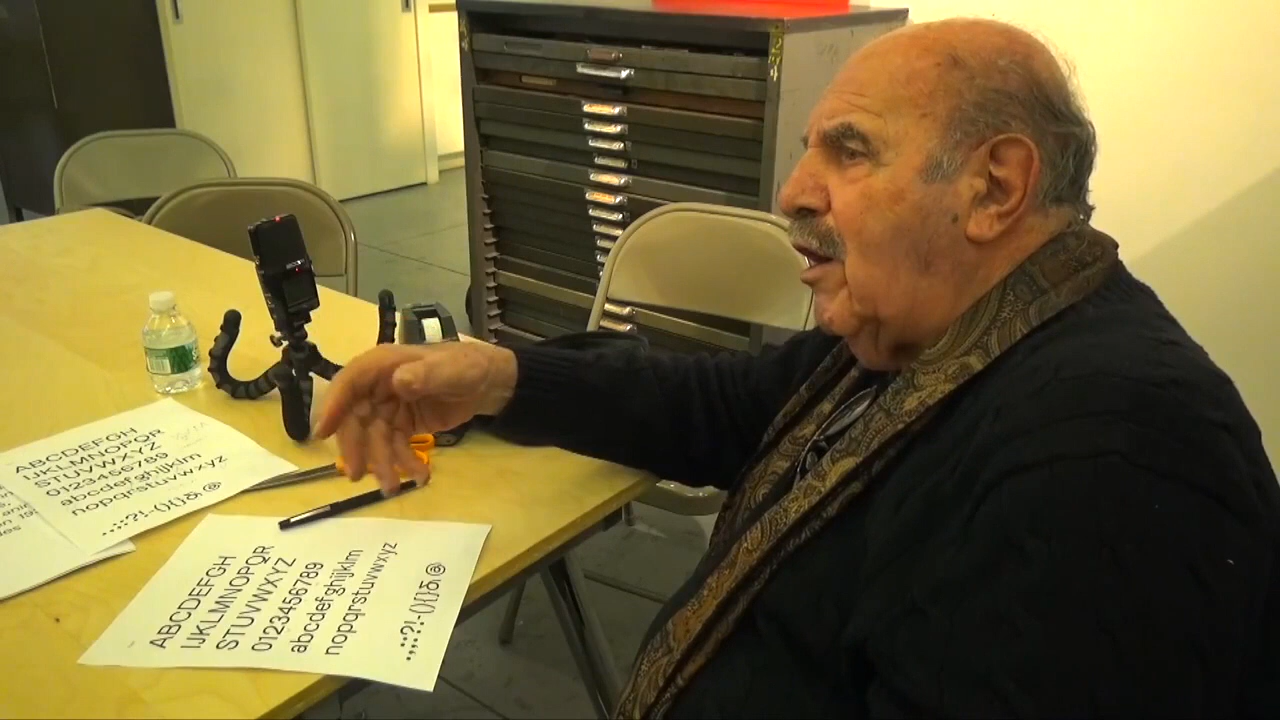 ABCDEFGH
IJKLMNOPQR
STUVWXYZ
0123456789
abcdefghijklm
nopqrstuvwxyz
.,:;?!-(){}δ@
ABCDEFGH
IJKLMNOPQR
STUVWXYZ
0123456789
abcdefghijklm
nopqrstuvwxyz
.,:;?!-(){}δ@